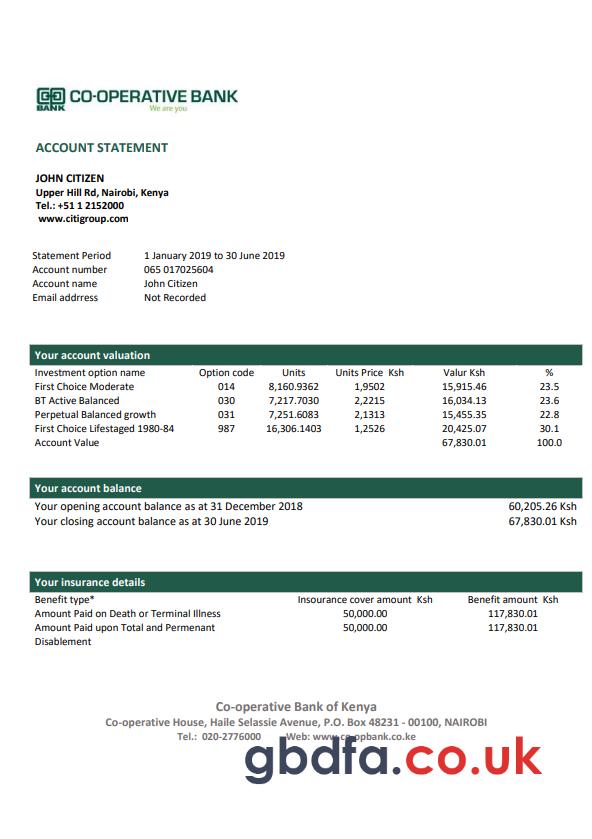 BANK
CO-OPERATIVE BANK
We are you
ACCOUNT STATEMENT
JOHN CITIZEN
Upper Hill Rd, Nairobi, Kenya
Tel.: +51 1 2152000
www.citigroup.com
Statement Period 1 January 2019 to 30 June 2019
Account number 065 017025604
Account name John Citizen
Email addrress Not Recorded
Your account valuation
Investment option name Option code Units Units Price Ksh Valur Ksh %
First Choice Moderate 014 8,160.9362 1,9502 15,915.46 23.5
BT Active Balanced 030 7,217.7030 2,2215 16,034.13 23.6
Perpetual Balanced growth 031 7,251.6083 2,1313 15,455.35 22.8
First Choice Lifestaged 1980-84 987 16,306.1403 1,2526 20,425.07 30.1
Account Value 67,830.01 100.0
Your account balance
Your opening account balance as at 31 December 2018 60,205.26 Ksh
Your closing account balance as at 30 June 2019 67,830.01 Ksh
Your insurance details
Benefit type* Insourance cover amount Ksh Benefit amount Ksh
Amount Paid on Death or Terminal Illness 50,000.00 117,830.01
Amount Paid upon Total and Permenant 50,000.00 117,830.01
Disablement
Co-operative Bank of Kenya
Co-operative House, Haile Selassie Avenue, P.O. Box 48231 - 00100, NAIROBI
Tel.: 020-2776000 Web: www.co-opbank.co.ke
gbdfa.co.uk